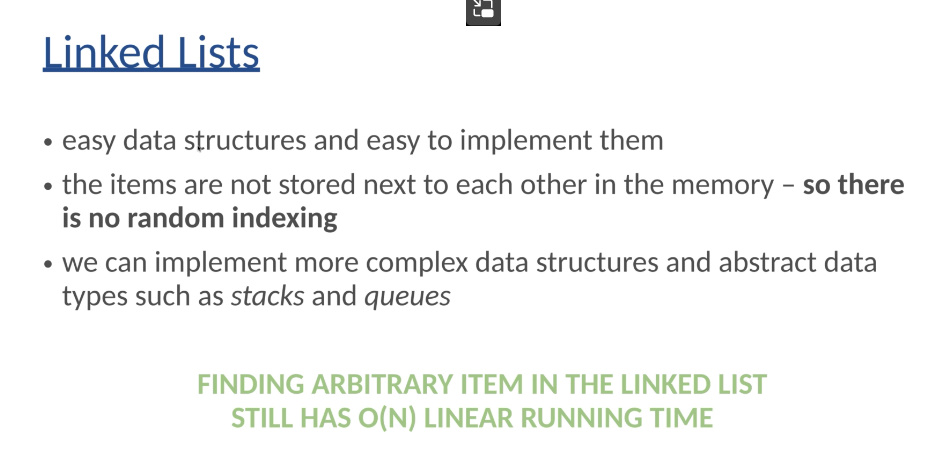 Linked Lists
• easy data structures and easy to implement them
• the items are not stored next to each other in the memory – so there
is no random indexing
• we can implement more complex data structures and abstract data
types such as stacks and queues
FINDING ARBITRARY ITEM IN THE LINKED LIST
STILL HAS O(N) LINEAR RUNNING TIME